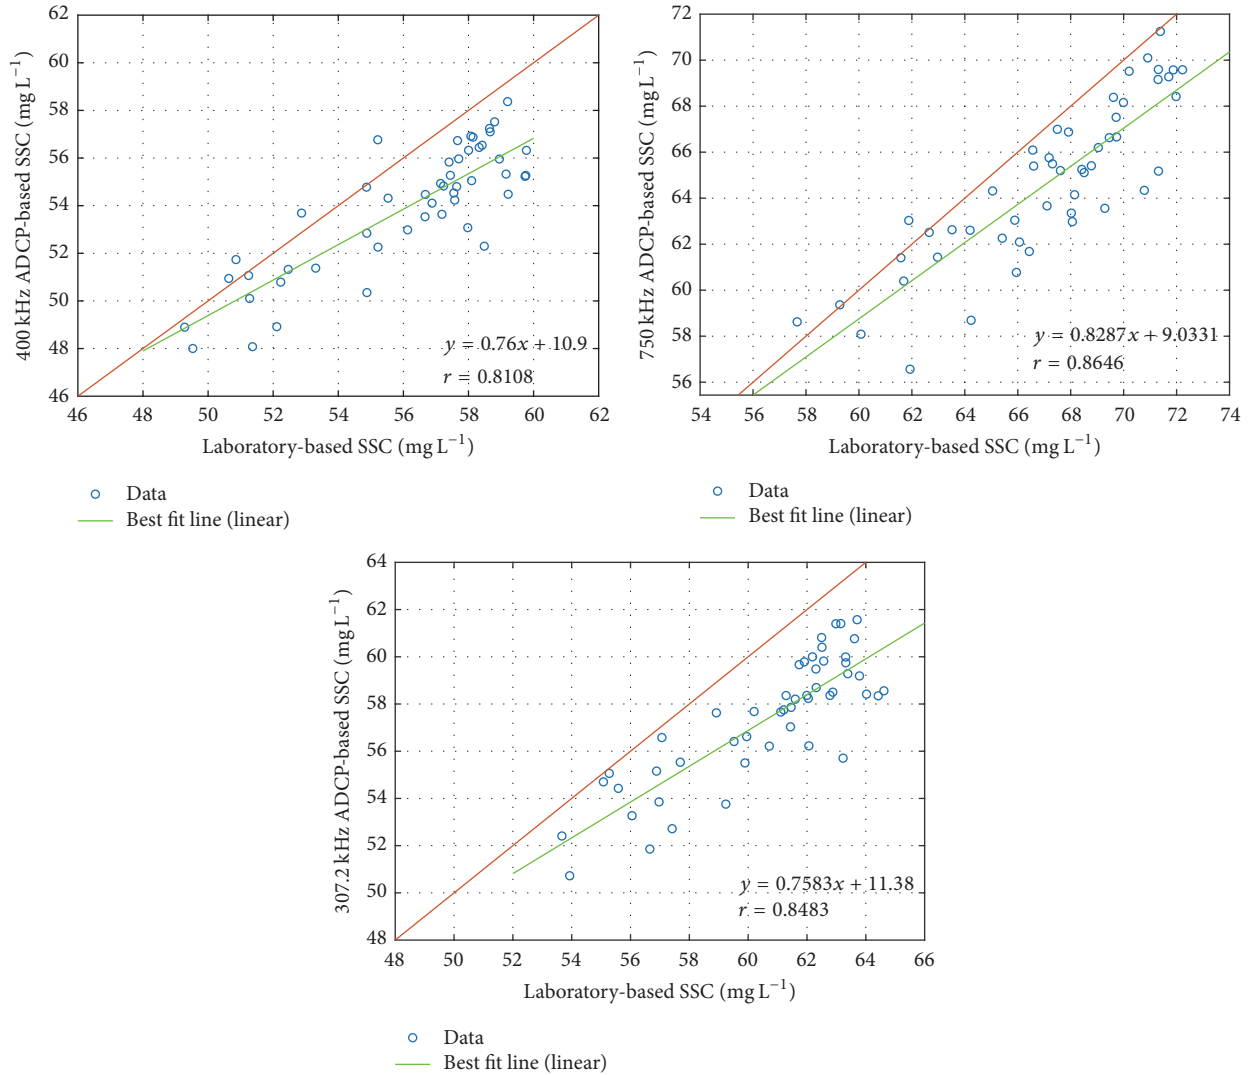 400 kHz ADCP-based SSC (mg L⁻¹)
62
60
58
56
54
52
50
48
46
46 48 50 52 54 56 58 60 62
y = 0.76x + 10.9
r = 0.8108
Laboratory-based SSC (mg L⁻¹)
Data
Best fit line (linear)
750 kHz ADCP-based SSC (mg L⁻¹)
72
70
68
66
64
62
60
58
56
54 56 58 60 62 64 66 68 70 72 74
y = 0.8287x + 9.0331
r = 0.8646
Laboratory-based SSC (mg L⁻¹)
Data
Best fit line (linear)
307.2 kHz ADCP-based SSC (mg L⁻¹)
64
62
60
58
56
54
52
50
48
48 50 52 54 56 58 60 62 64 66
y = 0.7583x + 11.38
r = 0.8483
Laboratory-based SSC (mg L⁻¹)
Data
Best fit line (linear)